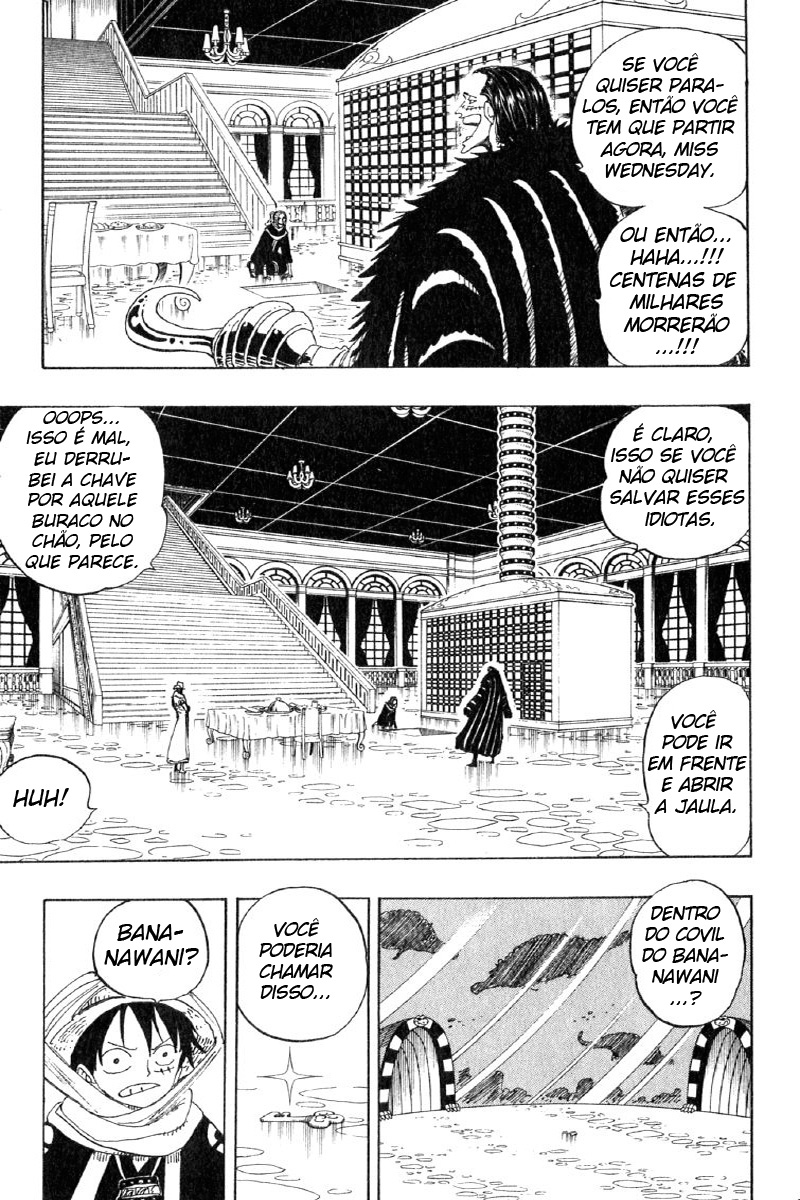 SE VOCÊ
QUISER PARA-
LOS, ENTÃO VOCÊ
TEM QUE PARTIR
AGORA, MISS
WEDNESDAY.
OU ENTÃO...
HAHA...!!!
CENTENAS DE
MILHARES
MORRERÃO
...!!!
É CLARO,
ISSO SE VOCÊ
NÃO QUISER
SALVAR ESSES
IDIOTAS.
VOCÊ
PODE IR
EM FRENTE
E ABRIR
A JAULA.
OOOPS...
ISSO É MAL,
EU DERRU-
BEI A CHAVE
POR AQUELE
BURACO NO
CHÃO, PELO
QUE PARECE.
HUH!
DENTRO
DO COVIL
DO BANA-
NAWANI
...?
VOCÊ
PODERIA
CHAMAR
DISSO...
BANA-
NAWANI?